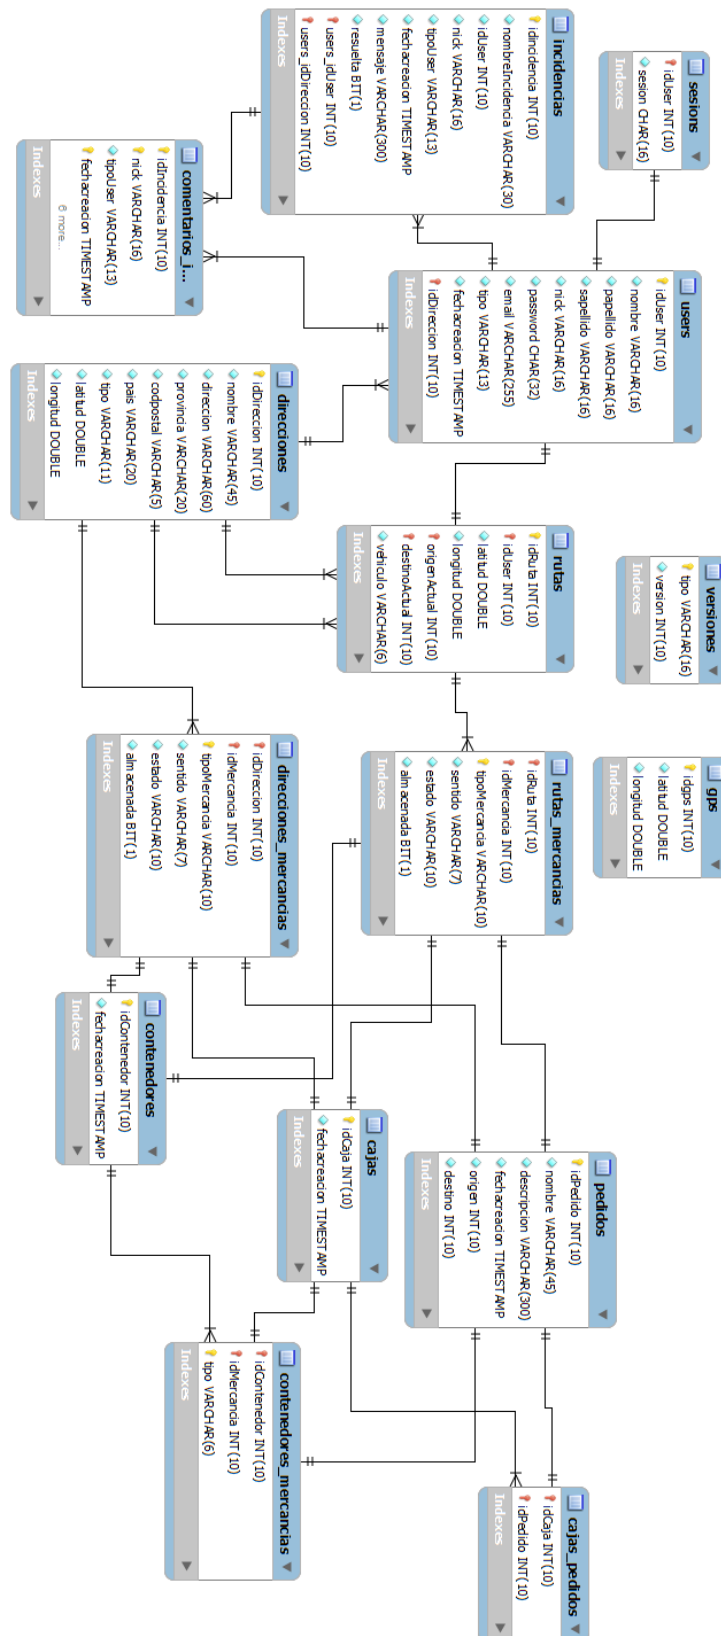 sesions
idUser INT(10)
sesion CHAR(16)
Indexes
incidencias
idincidencia INT(10)
nombreIncidencia VARCHAR(30)
idUser INT(10)
nick VARCHAR(16)
tipoUser VARCHAR(13)
fechacreacion TIMESTAMP
mensaje VARCHAR(300)
resuelta BIT(1)
users_idUser INT(10)
users_idDireccion INT(10)
Indexes
comentarios_i...
idIncidencia INT(10)
nick VARCHAR(16)
tipoUser VARCHAR(13)
fechacreacion TIMESTAMP
6 more...
Indexes
users
idUser INT(10)
nombre VARCHAR(16)
papellido VARCHAR(16)
sapellido VARCHAR(16)
nick VARCHAR(16)
password CHAR(32)
email VARCHAR(255)
tipo VARCHAR(13)
fechacreacion TIMESTAMP
idDireccion INT(10)
Indexes
direcciones
idDireccion INT(10)
nombre VARCHAR(45)
direccion VARCHAR(60)
provincia VARCHAR(20)
codpostal VARCHAR(5)
pais VARCHAR(20)
tipo VARCHAR(11)
latitud DOUBLE
longitud DOUBLE
Indexes
versiones
tipo VARCHAR(16)
version INT(10)
Indexes
rutas
idRuta INT(10)
idUser INT(10)
latitud DOUBLE
longitud DOUBLE
origenActual INT(10)
destinoActual INT(10)
vehiculo VARCHAR(6)
Indexes
gps
idgps INT(10)
latitud DOUBLE
longitud DOUBLE
Indexes
rutas_mercancias
idRuta INT(10)
idMercancia INT(10)
tipoMercancia VARCHAR(10)
sentido VARCHAR(7)
estado VARCHAR(10)
almacenada BIT(1)
Indexes
direcciones_mercancias
idDireccion INT(10)
idMercancia INT(10)
tipoMercancia VARCHAR(10)
sentido VARCHAR(7)
estado VARCHAR(10)
almacenada BIT(1)
Indexes
contenedores
idContenedor INT(10)
fechacreacion TIMESTAMP
Indexes
cajas
idCaja INT(10)
fechacreacion TIMESTAMP
Indexes
pedidos
idPedido INT(10)
nombre VARCHAR(45)
descripcion VARCHAR(300)
fechacreacion TIMESTAMP
origen INT(10)
destino INT(10)
Indexes
contenedores_mercancias
idContenedor INT(10)
idMercancia INT(10)
tipo VARCHAR(6)
Indexes
cajas_pedidos
idCaja INT(10)
idPedido INT(10)
Indexes